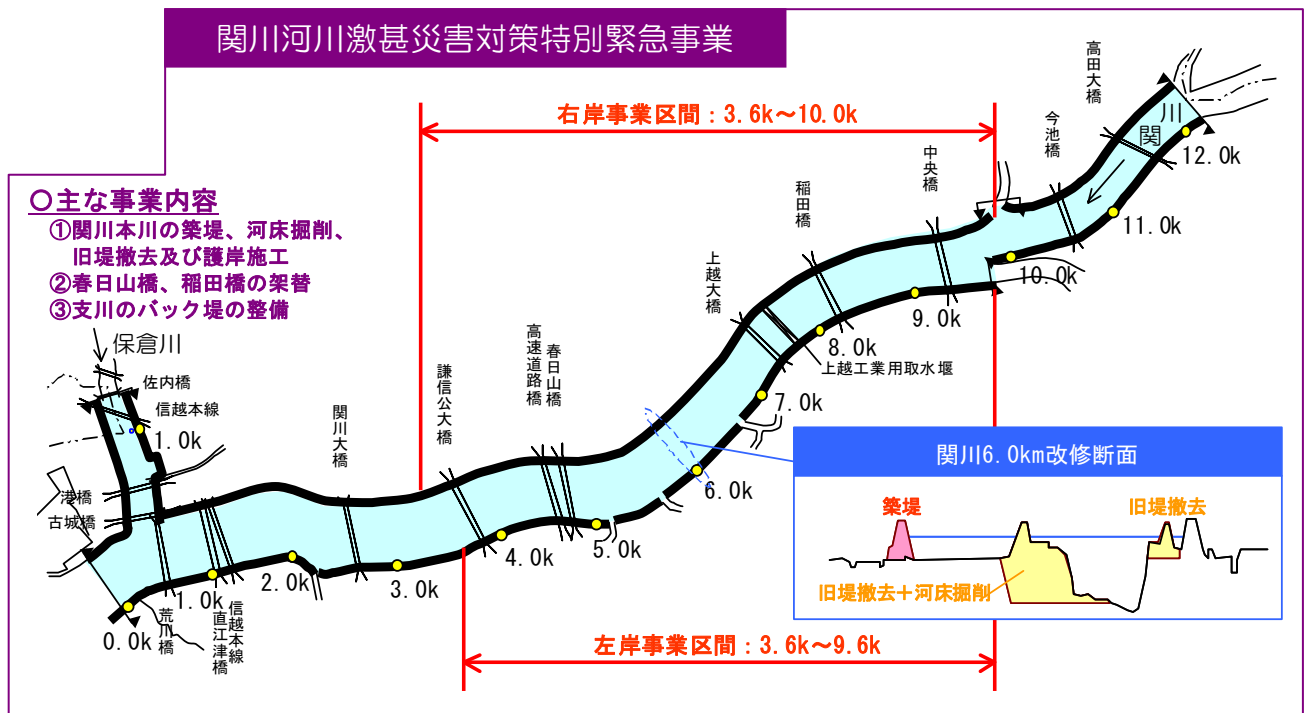 関川河川激甚災害対策特別緊急事業
右岸事業区間：3.6k～10.0k
○主な事業内容
①関川本川の築堤、河床掘削、
旧堤撤去及び護岸施工
②春日山橋、稲田橋の架替
③支川のバック堤の整備
保倉川
佐内橋
信越本線
1.0k
港橋
古城橋
関川大橋
謙信公大橋
高速道路橋
春日山橋
上越大橋
稲田橋
中央橋
今池橋
高田大橋
関川
12.0k
11.0k
10.0k
9.0k
8.0k
上越工業用取水堰
7.0k
6.0k
5.0k
4.0k
3.0k
2.0k
1.0k
0.0k
荒川橋
直江津橋
信越本線
関川6.0km改修断面
築堤
旧堤撤去
旧堤撤去＋河床掘削
左岸事業区間：3.6k～9.6k